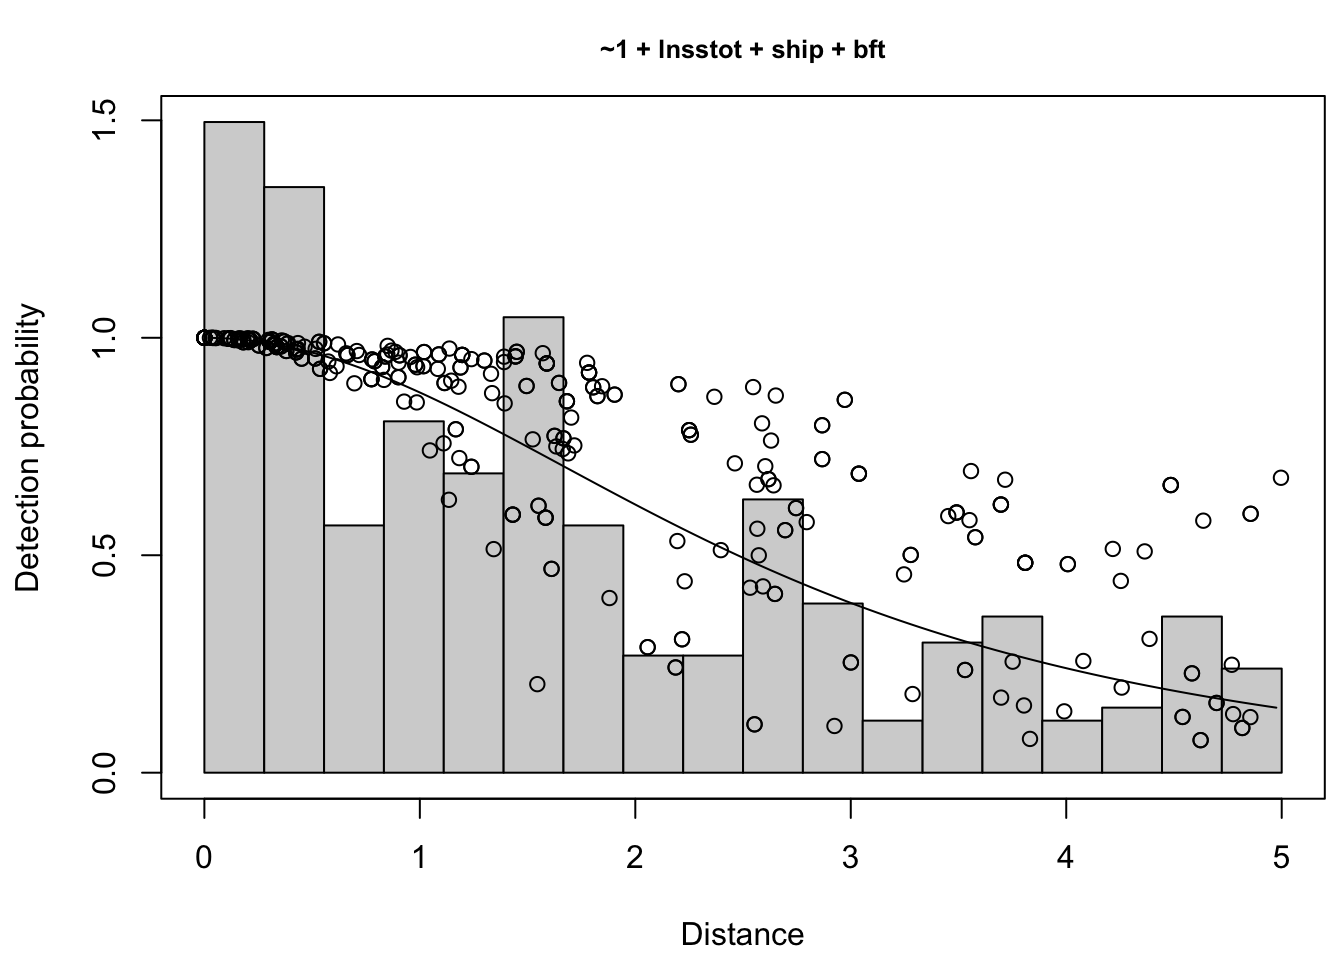 ~1 + lnsstot + ship + bft
1.5
1.0
0.5
0.0
Detection probability
0 1 2 3 4 5
Distance